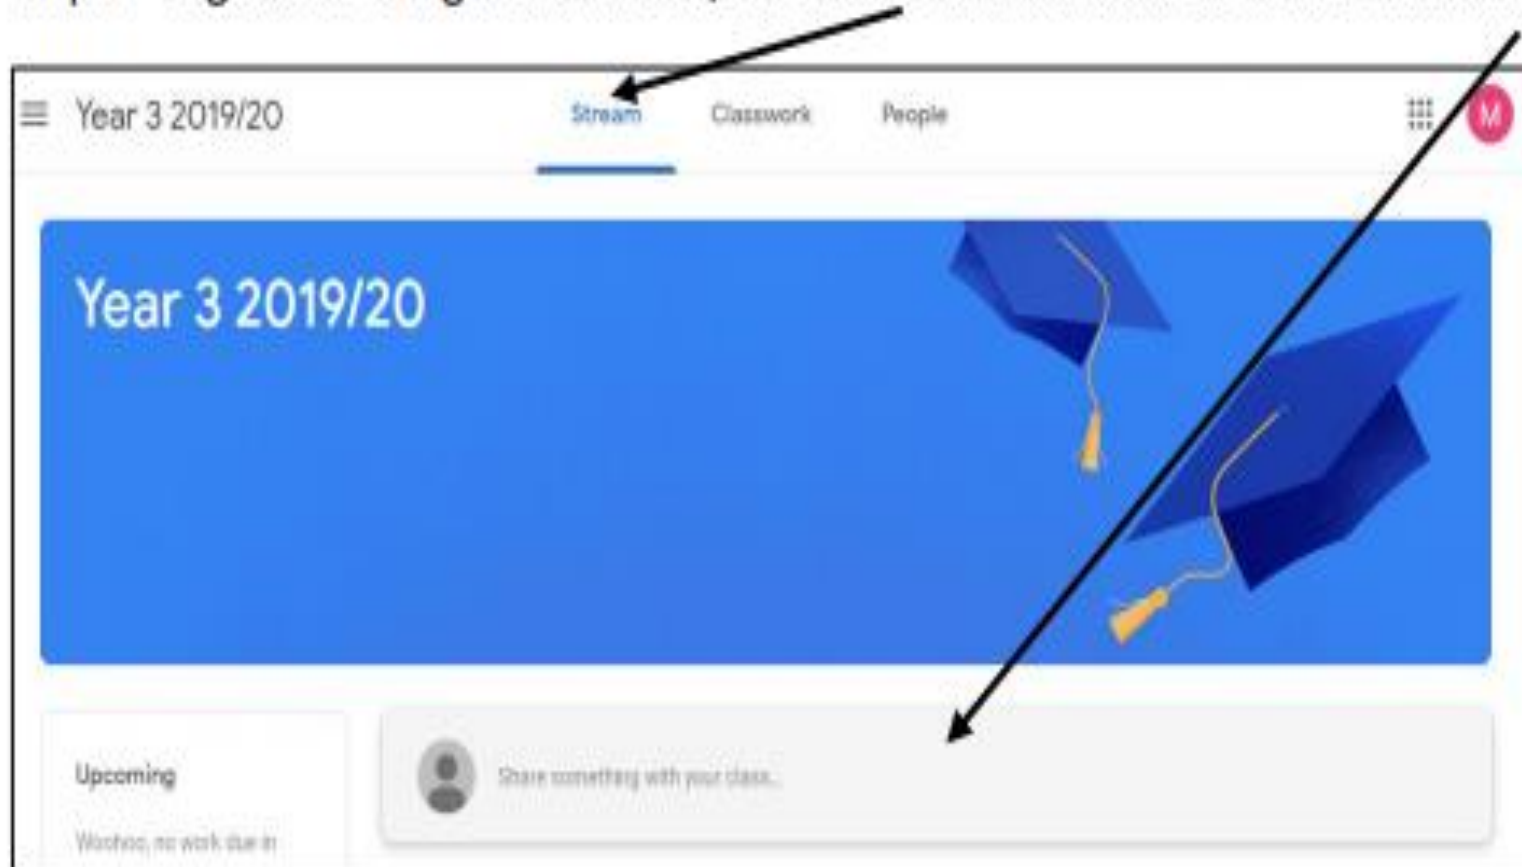 Year 3 2019/20 Stream Classwork People M
Year 3 2019/20
Upcoming
Share something with your class...
Woohoo, no work due in